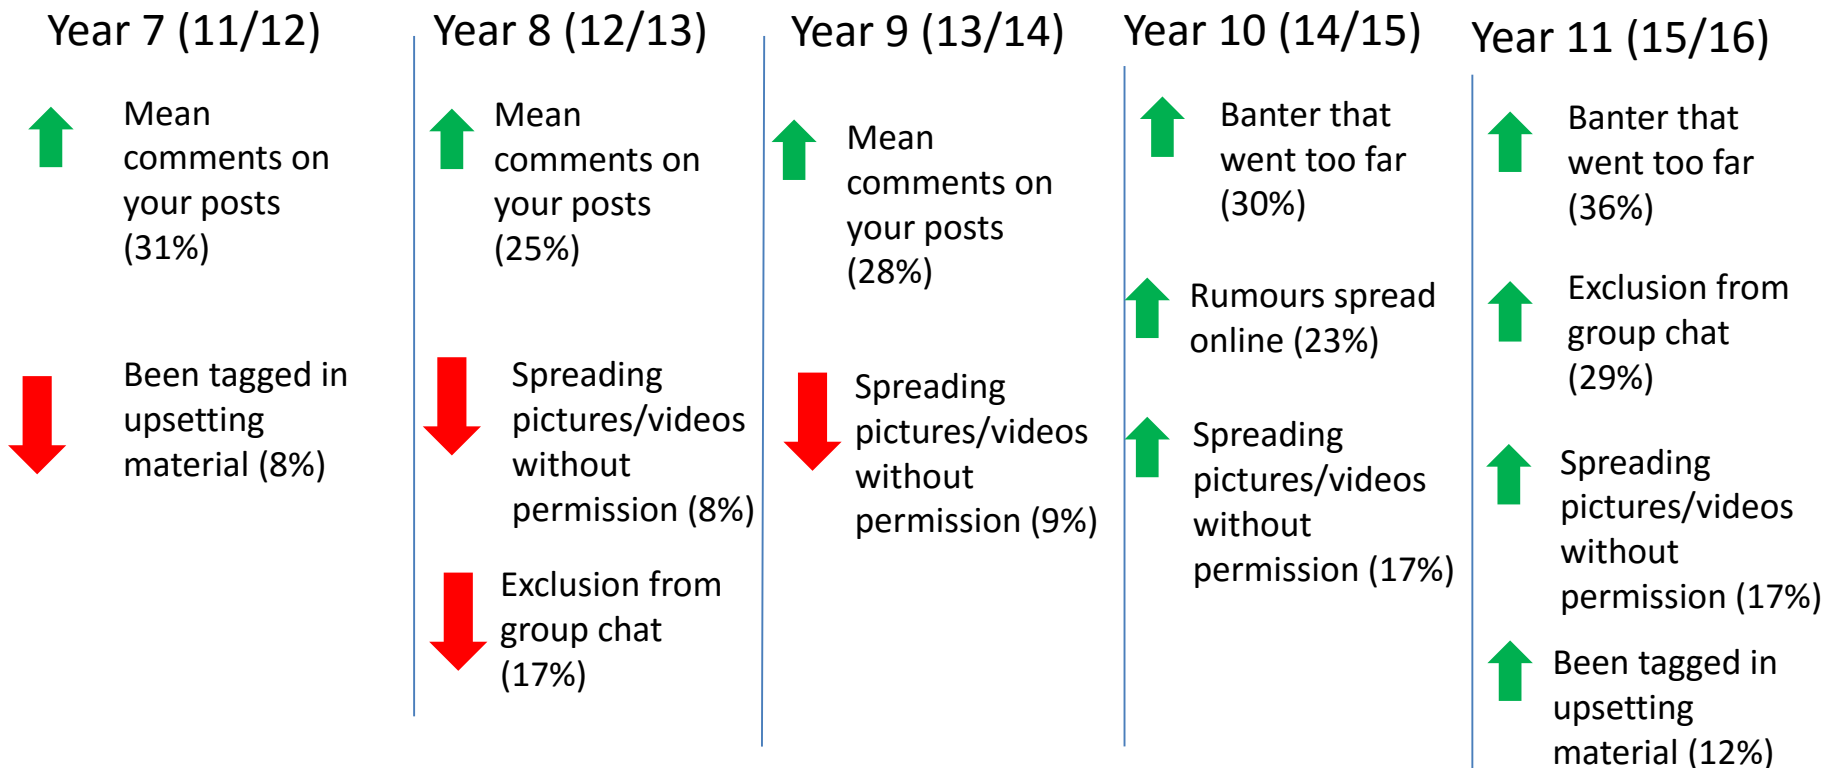 Year 7 (11/12)
Mean
comments on
your posts
(31%)
Been tagged in
upsetting
material (8%)
Year 8 (12/13)
Mean
comments on
your posts
(25%)
Spreading
pictures/videos
without
permission (8%)
Exclusion from
group chat
(17%)
Year 9 (13/14)
Mean
comments on
your posts
(28%)
Spreading
pictures/videos
without
permission (9%)
Year 10 (14/15)
Banter that
went too far
(30%)
Rumours spread
online (23%)
Spreading
pictures/videos
without
permission (17%)
Year 11 (15/16)
Banter that
went too far
(36%)
Exclusion from
group chat
(29%)
Spreading
pictures/videos
without
permission (17%)
Been tagged in
upsetting
material (12%)